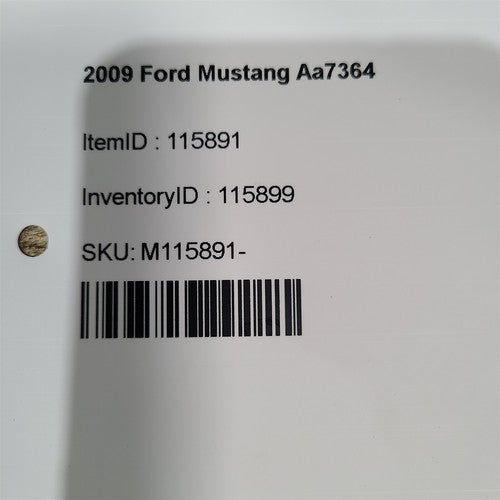 2009 Ford Mustang Aa7364
ItemID : 115891
InventoryID : 115899
SKU: M115891-